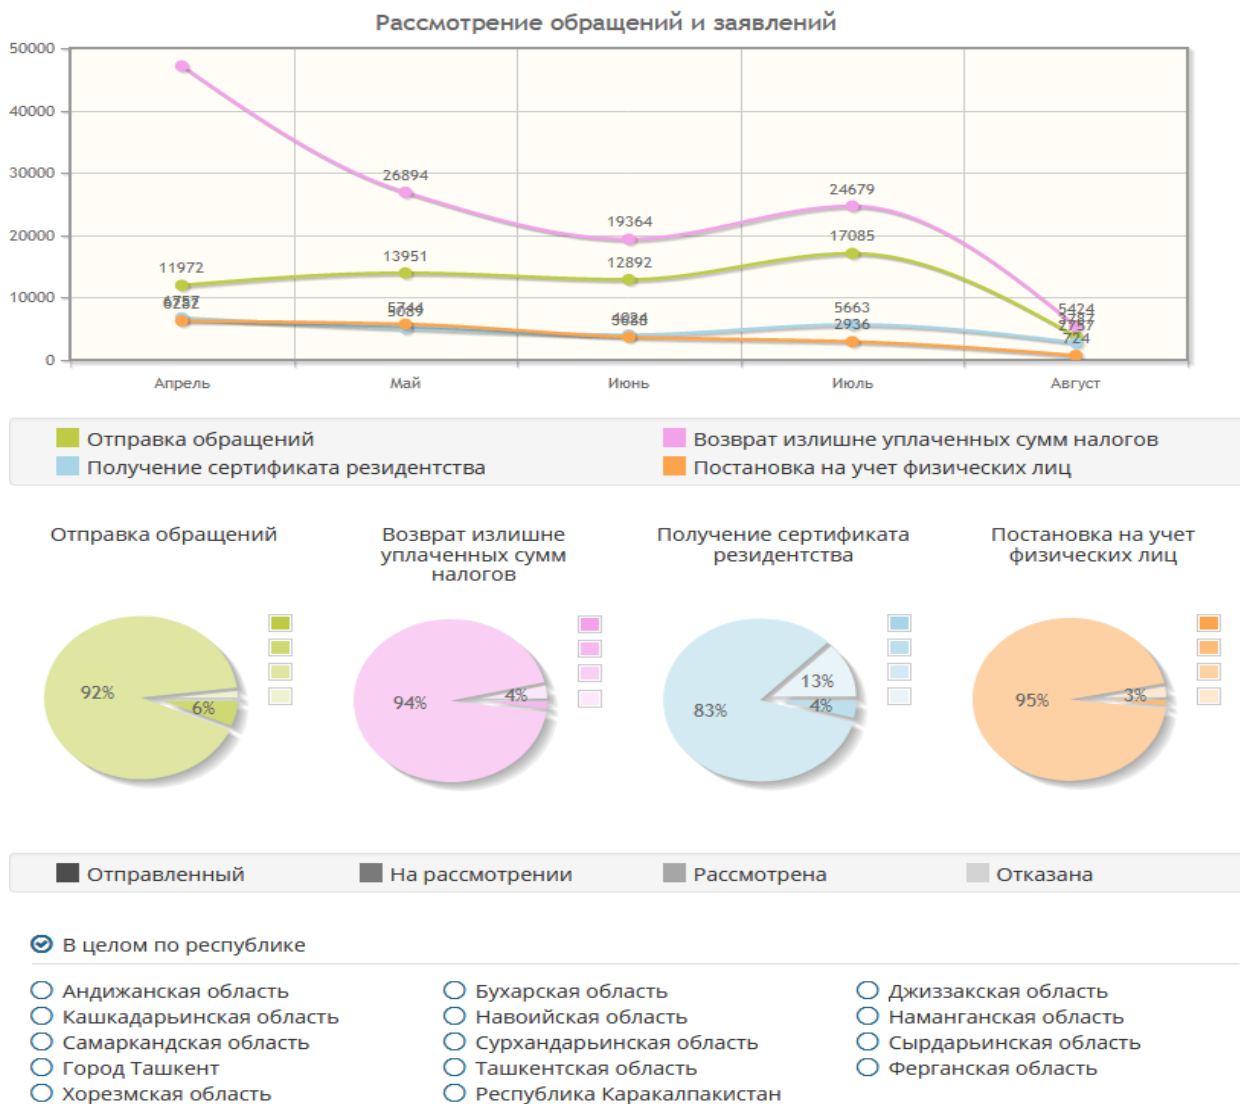 Рассмотрение обращений и заявлений
50000
40000
30000
20000
10000
0
26894
19364
24679
11972
13951
12892
17085
6757
5744
5089
4024
5663
2936
5424
2757
724
Апрель Май Июнь Июль Август
Отправка обращений Возврат излишне уплаченных сумм налогов
Получение сертификата резидентства Постановка на учет физических лиц
Отправка обращений
Возврат излишне
уплаченных сумм
налогов
Получение сертификата
резидентства
Постановка на учет
физических лиц
92%
6%
94%
4%
83%
13%
4%
95%
3%
Отправленный На рассмотрении Рассмотрена Отказана
В целом по республике
Андижанская область Бухарская область Джиззакская область
Кашкадарьинская область Навоийская область Наманганская область
Самаркандская область Сурхандарьинская область Сырдарьинская область
Город Ташкент Ташкентская область Ферганская область
Хорезмская область Республика Каракалпакистан